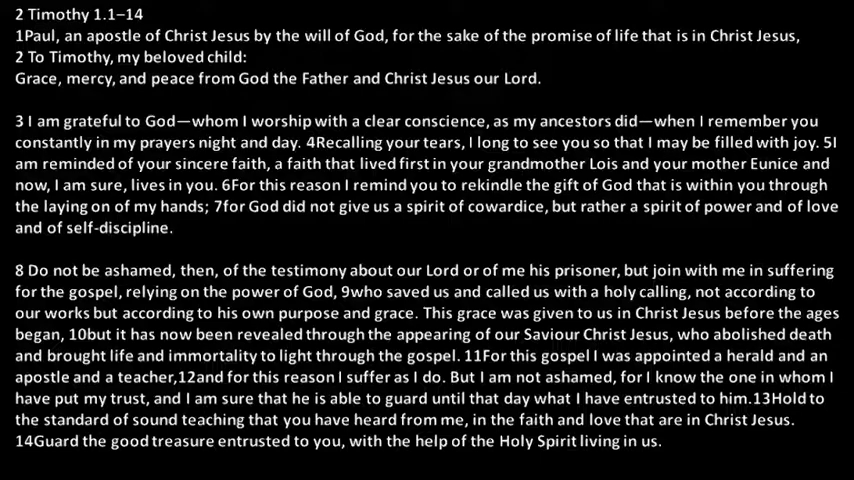 2 Timothy 1.1–14
1Paul, an apostle of Christ Jesus by the will of God, for the sake of the promise of life that is in Christ Jesus,
2 To Timothy, my beloved child:
Grace, mercy, and peace from God the Father and Christ Jesus our Lord.
3 I am grateful to God—whom I worship with a clear conscience, as my ancestors did—when I remember you
constantly in my prayers night and day. 4Recalling your tears, I long to see you so that I may be filled with joy. 5I
am reminded of your sincere faith, a faith that lived first in your grandmother Lois and your mother Eunice and
now, I am sure, lives in you. 6For this reason I remind you to rekindle the gift of God that is within you through
the laying on of my hands; 7for God did not give us a spirit of cowardice, but rather a spirit of power and of love
and of self-discipline.
8 Do not be ashamed, then, of the testimony about our Lord or of me his prisoner, but join with me in suffering
for the gospel, relying on the power of God, 9who saved us and called us with a holy calling, not according to
our works but according to his own purpose and grace. This grace was given to us in Christ Jesus before the ages
began, 10but it has now been revealed through the appearing of our Saviour Christ Jesus, who abolished death
and brought life and immortality to light through the gospel. 11For this gospel I was appointed a herald and an
apostle and a teacher,12and for this reason I suffer as I do. But I am not ashamed, for I know the one in whom I
have put my trust, and I am sure that he is able to guard until that day what I have entrusted to him.13Hold to
the standard of sound teaching that you have heard from me, in the faith and love that are in Christ Jesus.
14Guard the good treasure entrusted to you, with the help of the Holy Spirit living in us.